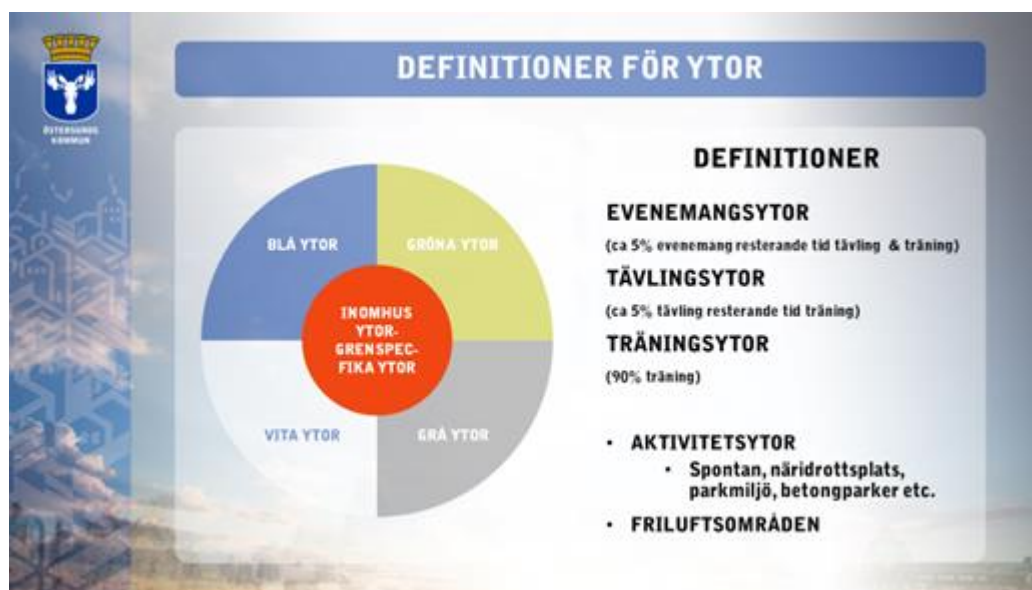 ÖSTERSUNDS
KOMMUN
DEFINITIONER FÖR YTOR
BLÅ YTOR
GRÖNA YTOR
INOMHUS
YTOR-
GRENSPEC-
FIKA YTOR
VITA YTOR
GRÅ YTOR
DEFINITIONER
EVENEMANGSYTOR
(ca 5% evenemang resterande tid tävling & träning)
TÄVLINGSYTOR
(ca 5% tävling resterande tid träning)
TRÄNINGSYTOR
(90% träning)
• AKTIVITETSYTOR
• Spontan, näridrottsplats,
parkmiljö, betongparker etc.
• FRILUFTSOMRÅDEN